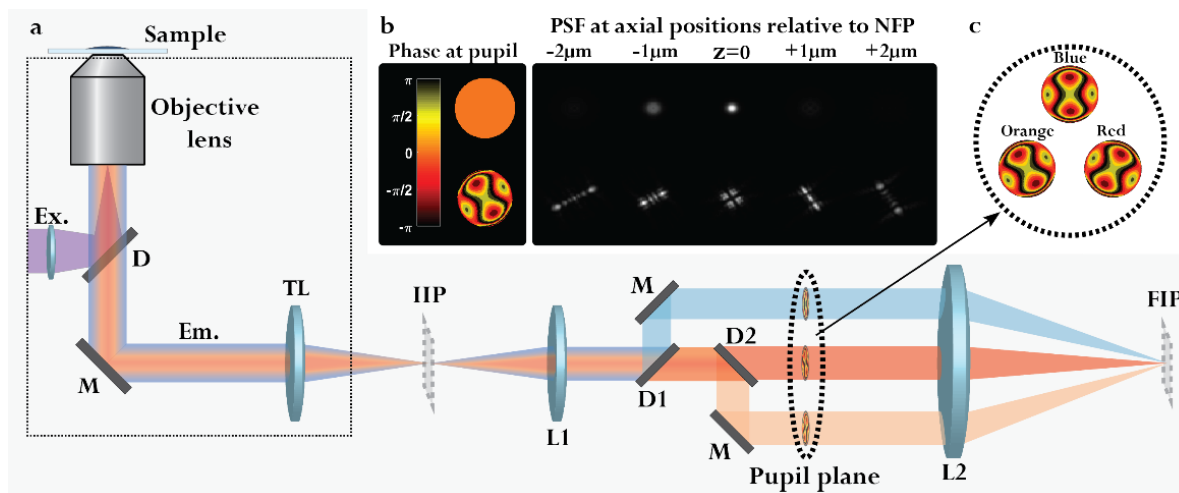 a
Sample
Objective
lens
Ex.
D
Em.
M
TL
IIP
L1
M
D1
D2
M
Pupil plane
L2
FIP
b
PSF at axial positions relative to NFP
Phase at pupil
-2μm
-1μm
z=0
+1μm
+2μm
π
π/2
0
-π/2
-π
c
Blue
Orange
Red